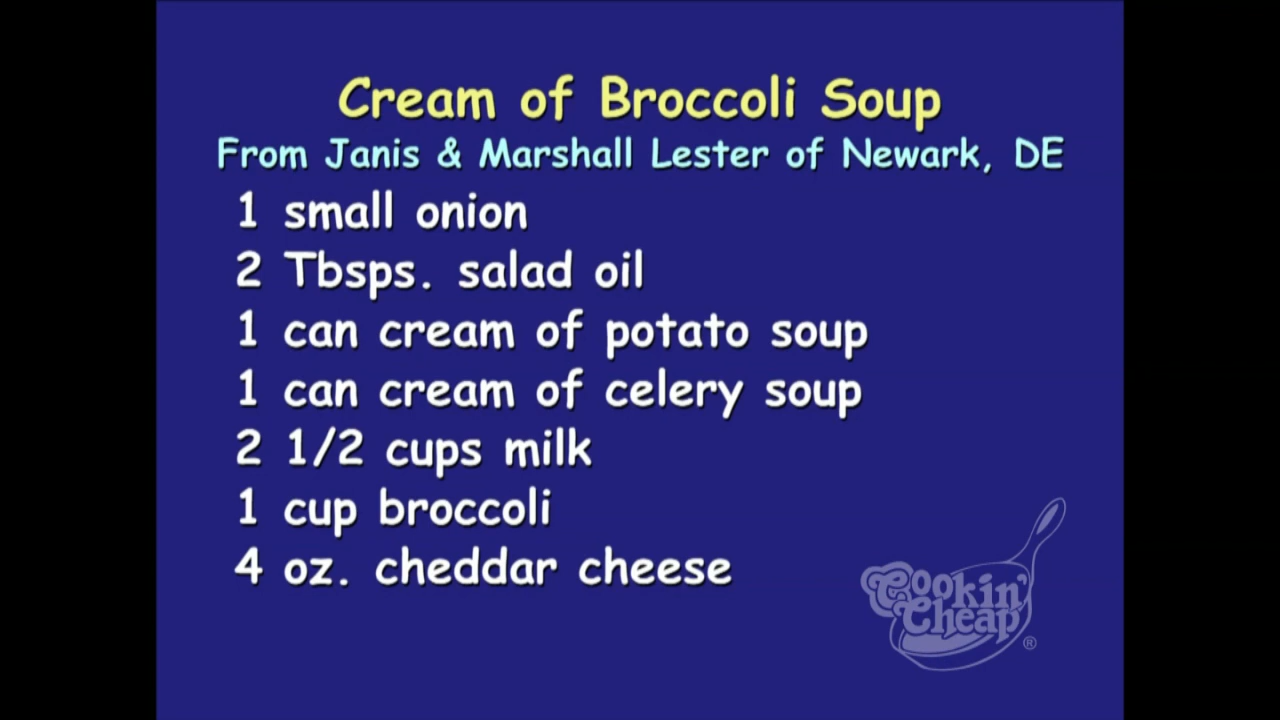 Cream of Broccoli Soup
From Janis & Marshall Lester of Newark, DE
1 small onion
2 Tbsps. salad oil
1 can cream of potato soup
1 can cream of celery soup
2 1/2 cups milk
1 cup broccoli
4 oz. cheddar cheese
Cookin'
Cheap
®